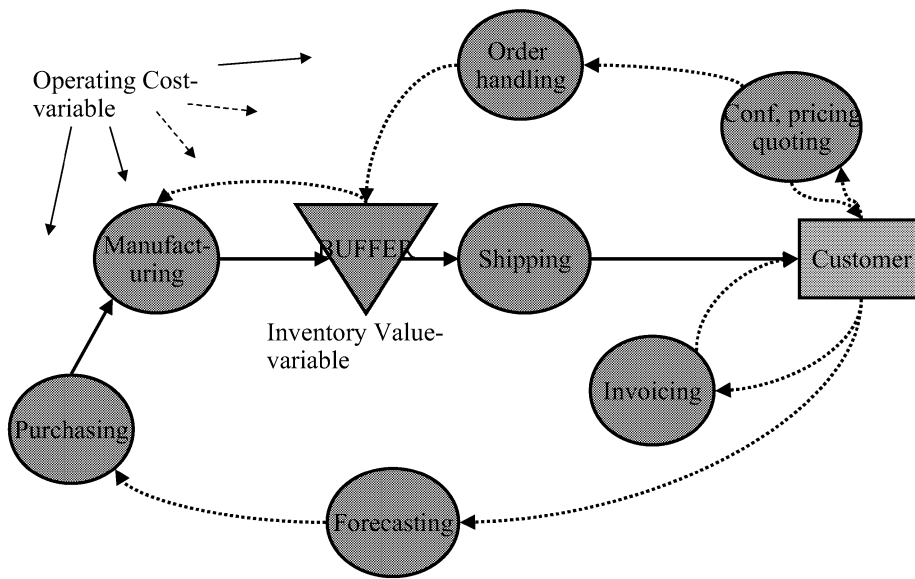 Order
handling
Operating Cost-
variable
Conf, pricing
quoting
Manufact-
uring
BUFFER
Shipping
Customer
Inventory Value-
variable
Invoicing
Purchasing
Forecasting